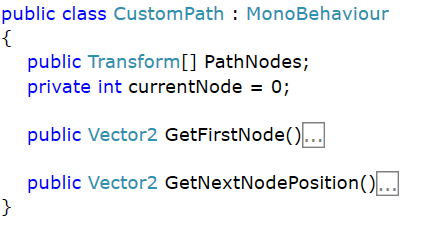 public class CustomPath : MonoBehaviour
{
public Transform[] PathNodes;
private int currentNode = 0;
public Vector2 GetFirstNode()...
public Vector2 GetNextNodePosition()...
}